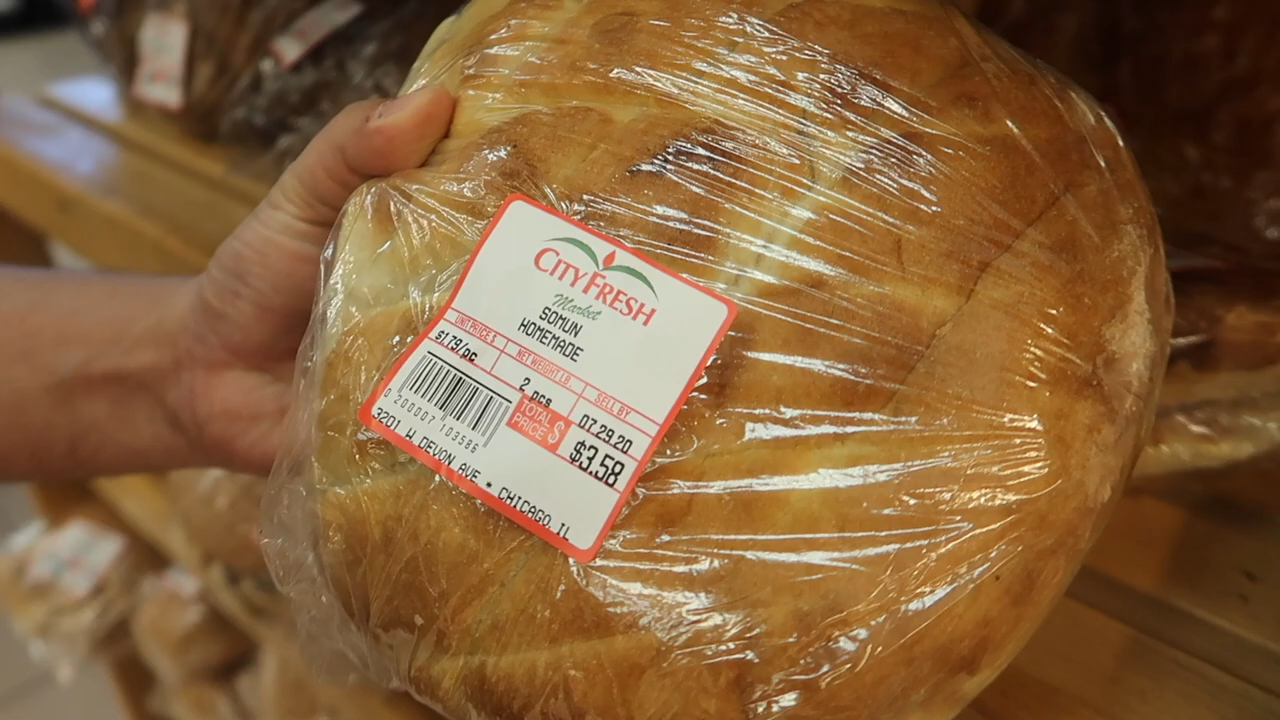 CITY FRESH
Market
SOMUN
HOMEMADE
UNIT PRICE $
NET WEIGHT LB.
SELL BY
$1.79/pc
2 pcs
07.29.20
TOTAL
PRICE $
$3.58
0 200007 103586
3201 W DEVON AVE * CHICAGO, IL